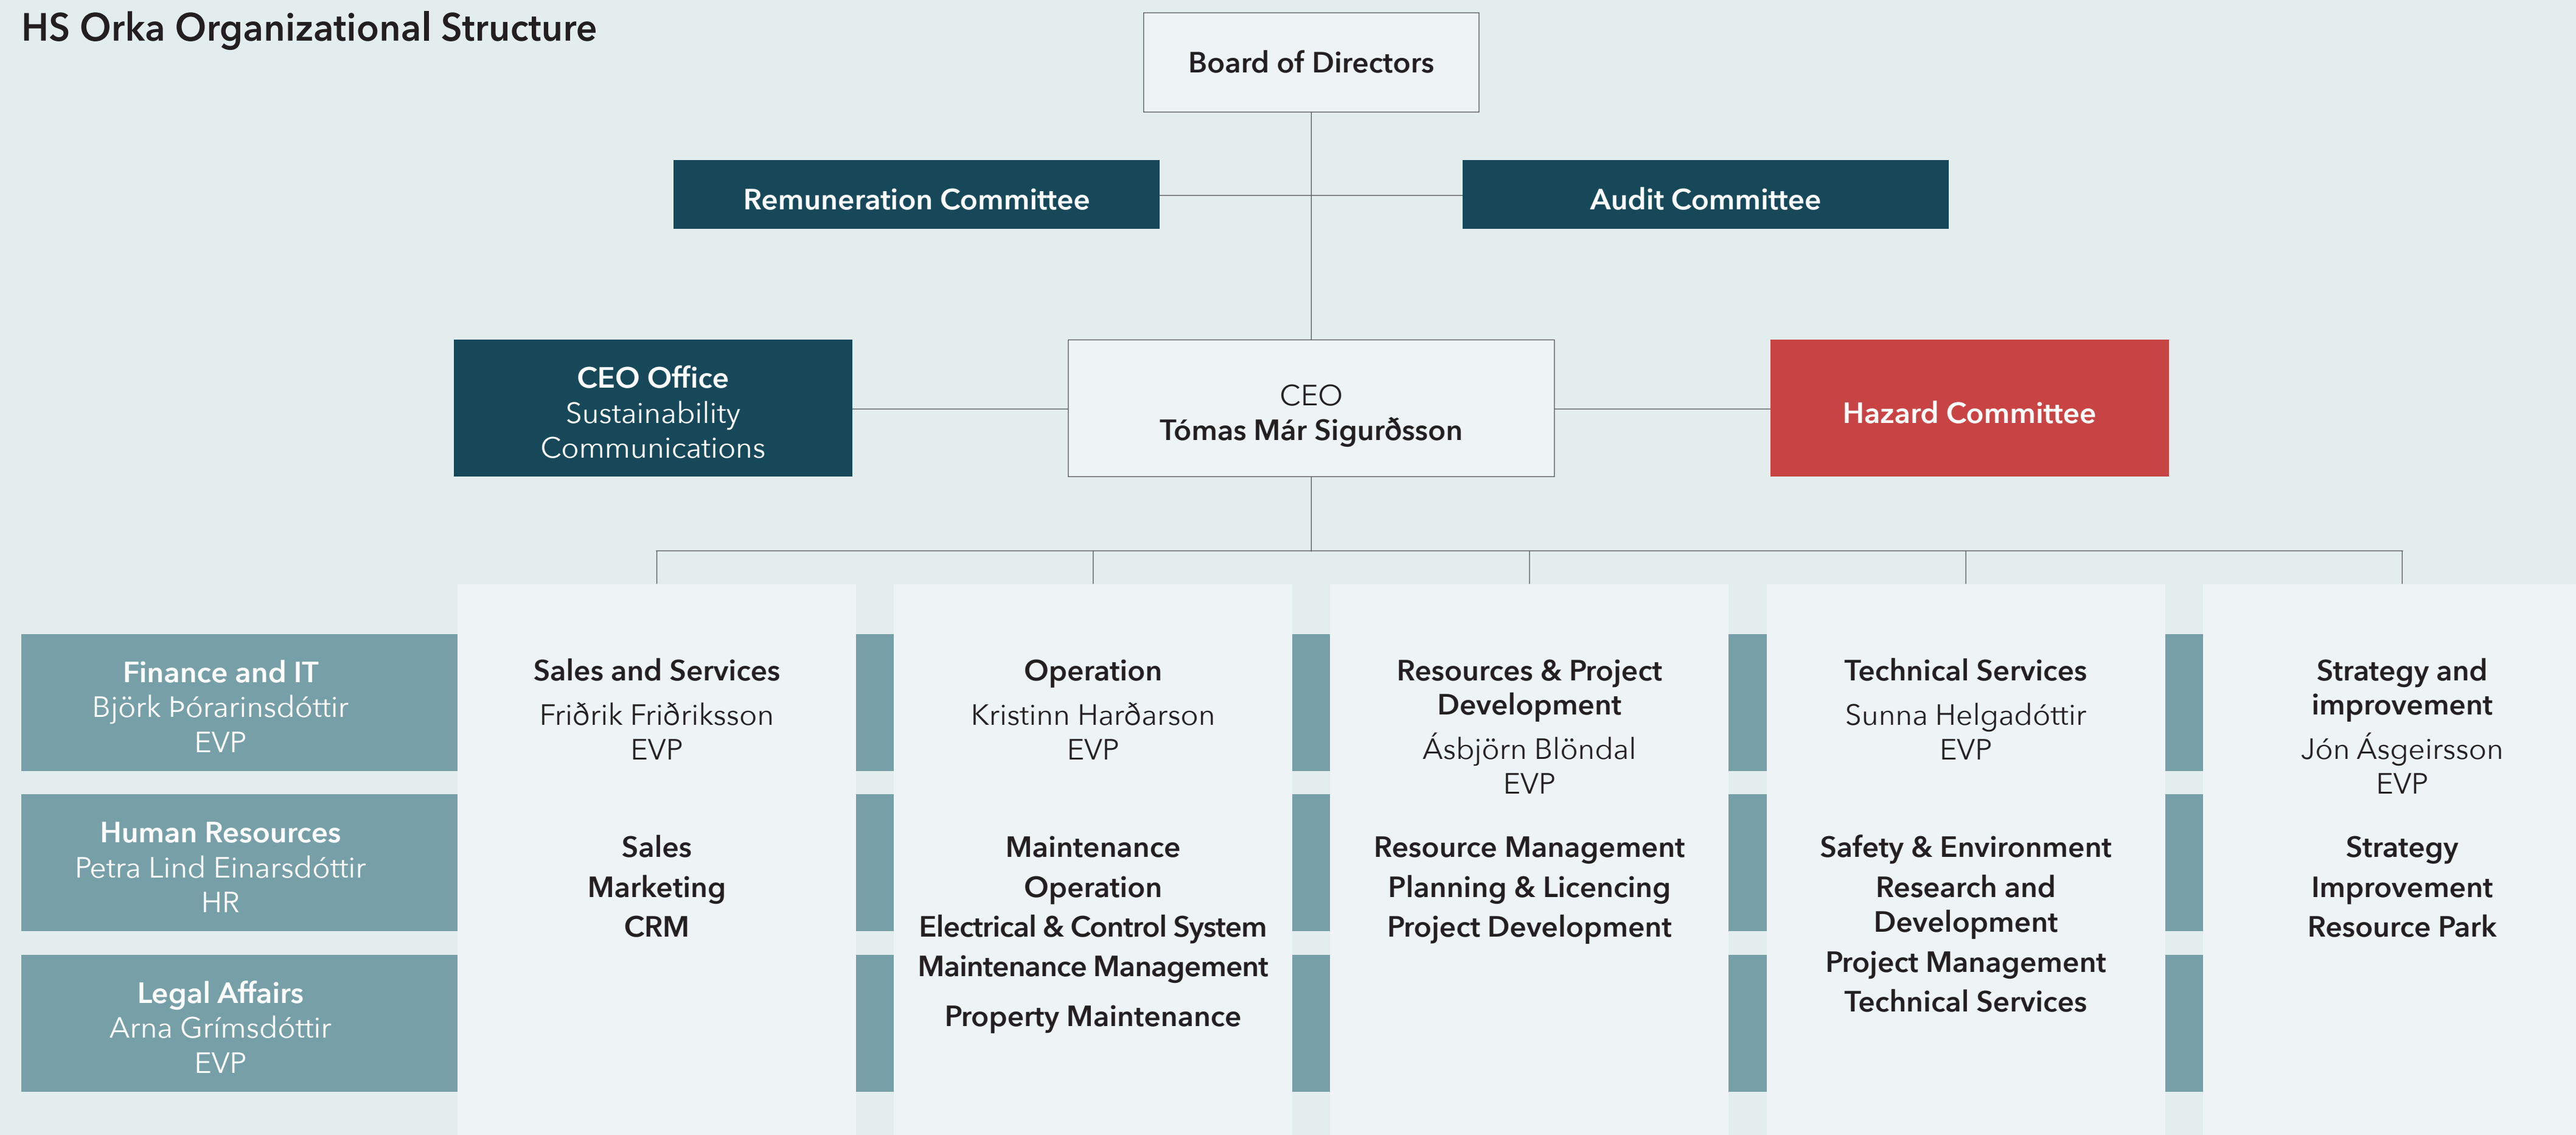 HS Orka Organizational Structure
Board of Directors
Remuneration Committee
Audit Committee
CEO Office
Sustainability
Communications
CEO
Tómas Már Sigurðsson
Hazard Committee
Finance and IT
Björk Þórarinsdóttir
EVP
Human Resources
Petra Lind Einarsdóttir
HR
Legal Affairs
Arna Grímsdóttir
EVP
Sales and Services
Friðrik Friðriksson
EVP
Sales
Marketing
CRM
Operation
Kristinn Harðarson
EVP
Maintenance
Operation
Electrical & Control System
Maintenance Management
Property Maintenance
Resources & Project
Development
Ásbjörn Blöndal
EVP
Resource Management
Planning & Licencing
Project Development
Technical Services
Sunna Helgadóttir
EVP
Safety & Environment
Research and
Development
Project Management
Technical Services
Strategy and
improvement
Jón Ásgeirsson
EVP
Strategy
Improvement
Resource Park